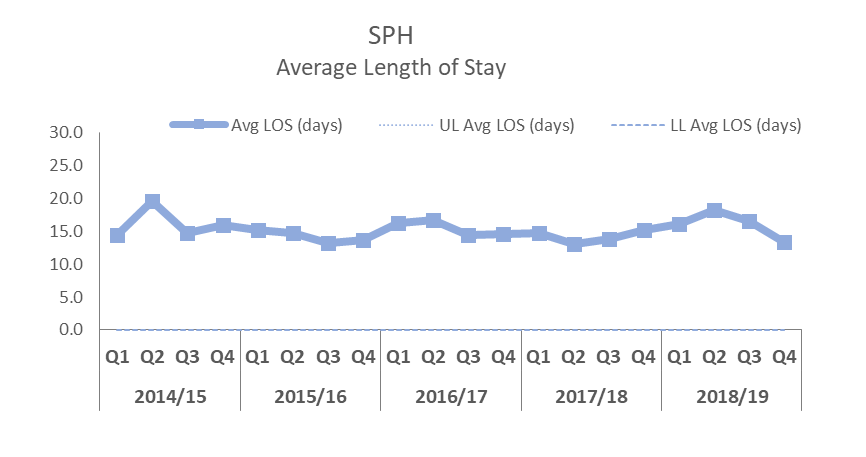 SPH
Average Length of Stay
Avg LOS (days) UL Avg LOS (days) LL Avg LOS (days)
30.0
25.0
20.0
15.0
10.0
5.0
0.0
Q1 Q2 Q3 Q4 Q1 Q2 Q3 Q4 Q1 Q2 Q3 Q4 Q1 Q2 Q3 Q4 Q1 Q2 Q3 Q4
2014/15 2015/16 2016/17 2017/18 2018/19